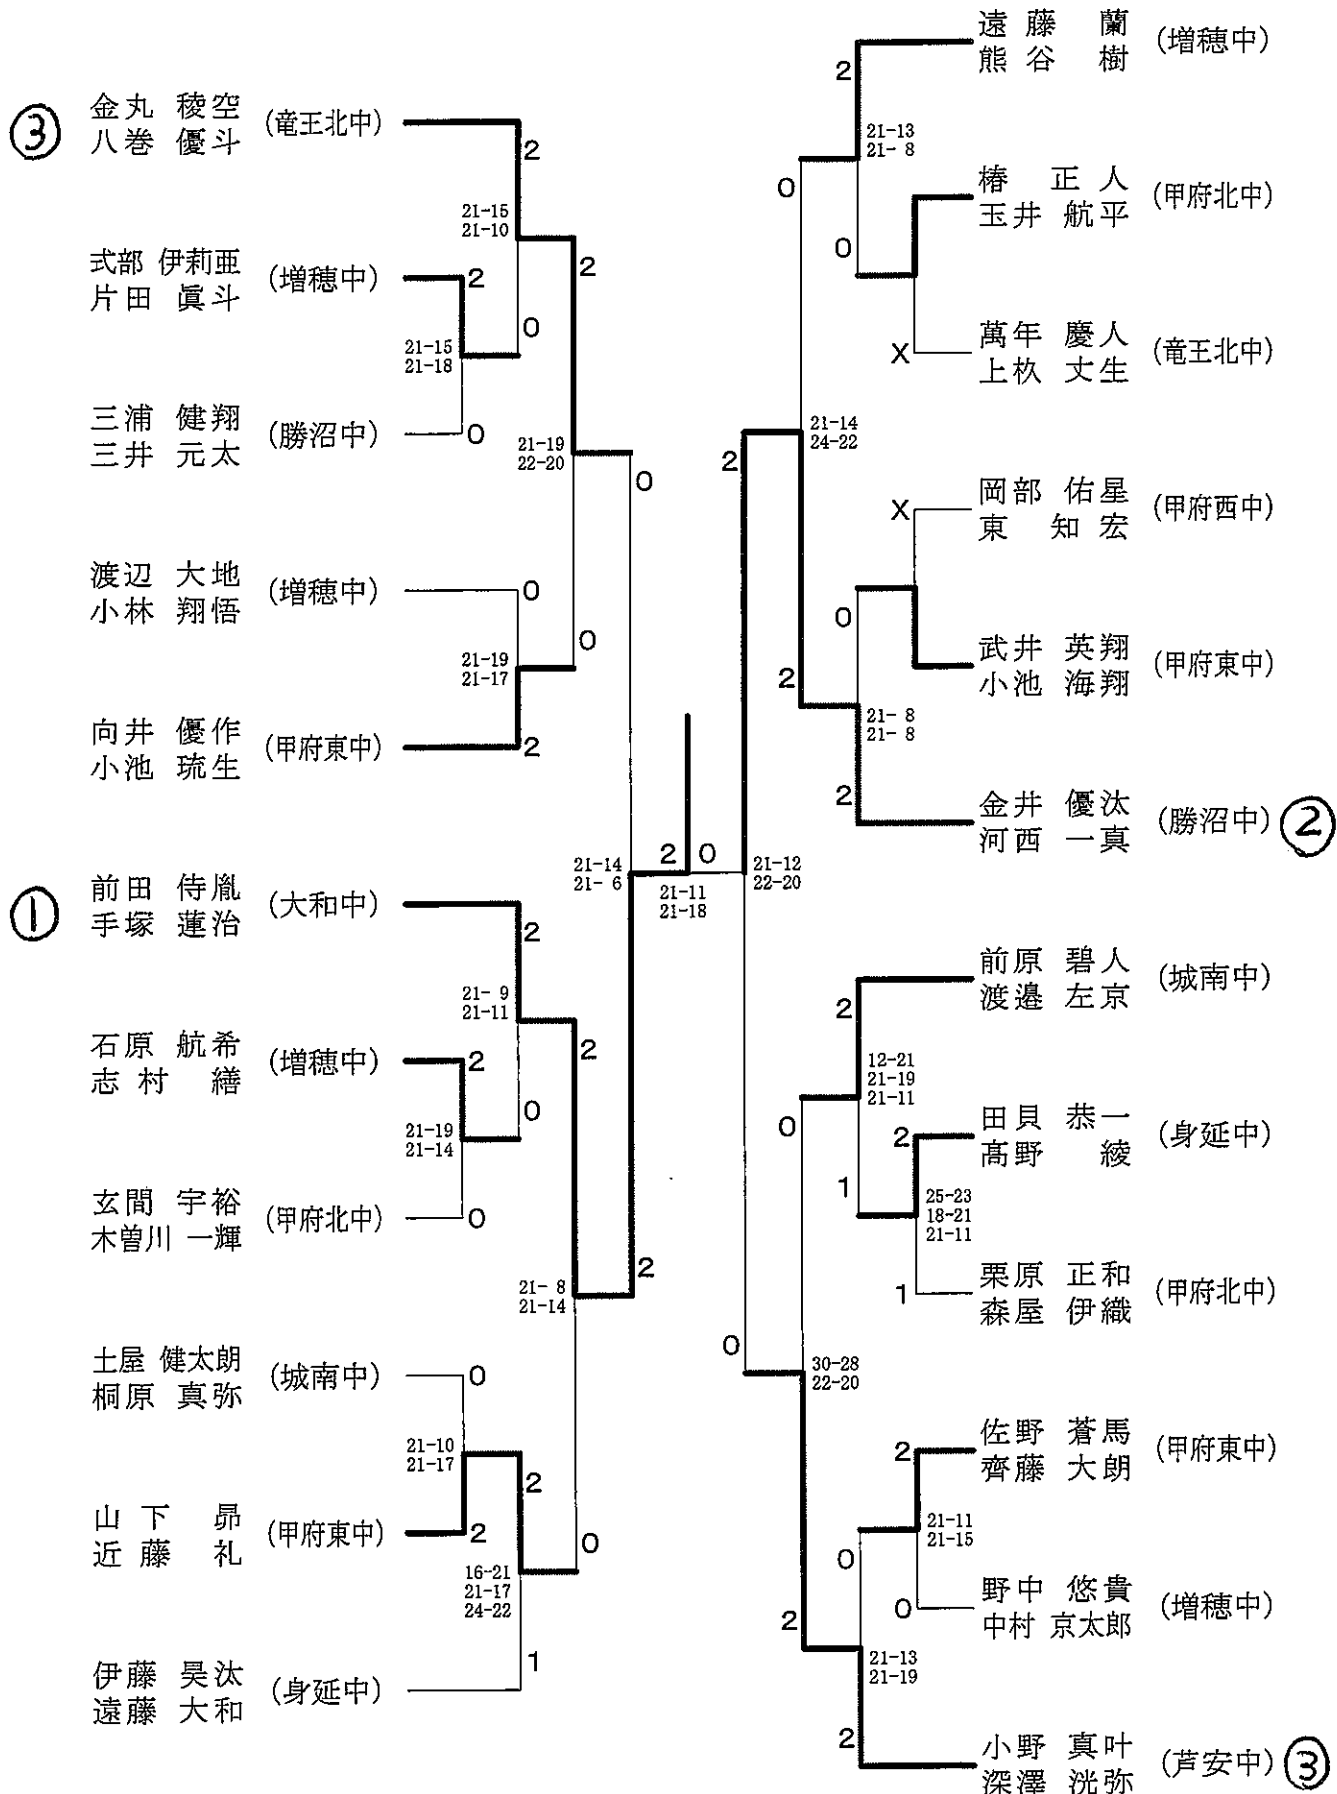 ③ 金丸 稜空 (竜王北中)
八巻 優斗
2
21-15
21-10
式部 伊莉亜 (増穂中)
片田 眞斗
2
0
2
21-15
21-18
三浦 健翔 (勝沼中)
三井 元太
0
21-19
22-20
0
渡辺 大地 (増穂中)
小林 翔悟
0
0
21-19
21-17
向井 優作 (甲府東中)
小池 琉生
2
21-14
21- 6
① 前田 侍胤 (大和中)
手塚 蓮治
2
21- 9
21-11
石原 航希 (増穂中)
志村 繕
2
0
2
21-19
21-14
玄間 宇裕 (甲府北中)
木曽川 一輝
0
21- 8
21-14
2
土屋 健太朗 (城南中)
桐原 真弥
0
21-10
21-17
2
山下 昴 (甲府東中)
近藤 礼
2
0
16-21
21-17
24-22
伊藤 昊汰 (身延中)
遠藤 大和
1
2 0
21-11
21-18
遠藤 蘭 (増穂中)
熊谷 樹
2
21-13
21- 8
0
椿 正人 (甲府北中)
玉井 航平
0
萬年 慶人 (竜王北中)
上杁 丈生
X
21-14
24-22
2
岡部 佑星 (甲府西中)
東 知宏
X
0
武井 英翔 (甲府東中)
小池 海翔
2
21- 8
21- 8
金井 優汰 (勝沼中) ②
河西 一真
2
21-12
22-20
前原 碧人 (城南中)
渡邉 左京
2
12-21
21-19
21-11
0
田貝 恭一 (身延中)
髙野 綾
2
1
25-23
18-21
21-11
栗原 正和 (甲府北中)
森屋 伊織
1
0
30-28
22-20
佐野 蒼馬 (甲府東中)
齊藤 大朗
2
21-11
21-15
0
野中 悠貴 (増穂中)
中村 京太郎
0
2
21-13
21-19
小野 真叶 (芦安中) ③
深澤 洸弥
2